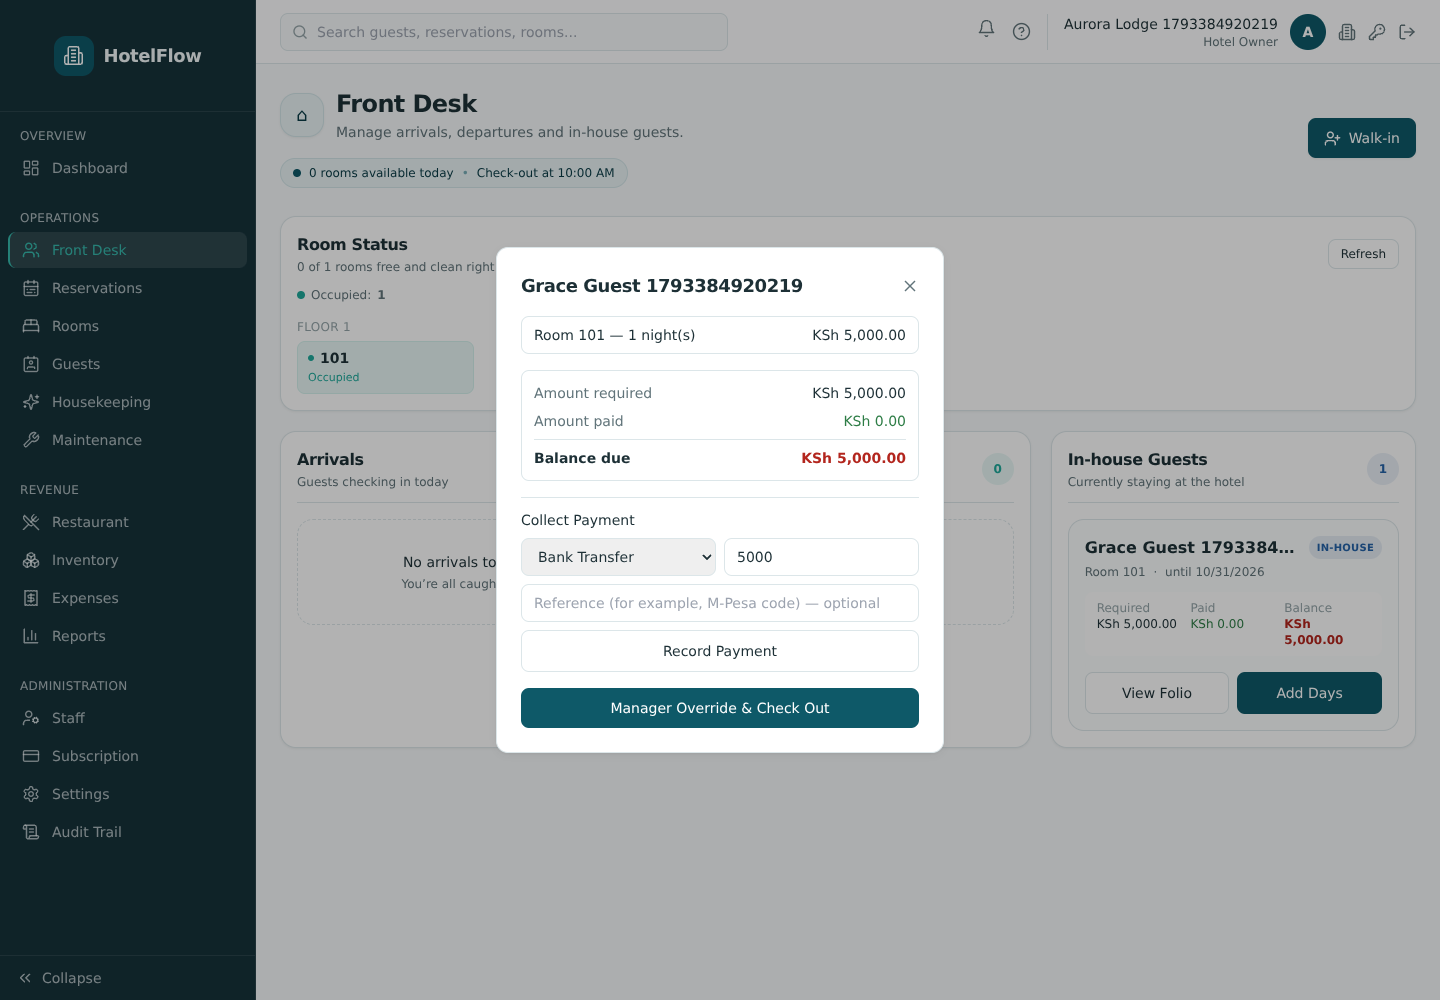 HotelFlow
OVERVIEW
Dashboard
OPERATIONS
Front Desk
Reservations
Rooms
Guests
Housekeeping
Maintenance
REVENUE
Restaurant
Inventory
Expenses
Reports
ADMINISTRATION
Staff
Subscription
Settings
Audit Trail
Collapse
Search guests, reservations, rooms...
Aurora Lodge 1793384920219
Hotel Owner
A
Front Desk
Manage arrivals, departures and in-house guests.
0 rooms available today • Check-out at 10:00 AM
Walk-in
Room Status
0 of 1 rooms free and clean right
Refresh
Occupied: 1
FLOOR 1
101
Occupied
Arrivals
Guests checking in today
No arrivals to
You're all caugh
0
In-house Guests
Currently staying at the hotel
1
Grace Guest 1793384...
IN-HOUSE
Room 101 · until 10/31/2026
Required Paid Balance
KSh 5,000.00 KSh 0.00 KSh
5,000.00
View Folio
Add Days
Grace Guest 1793384920219
Room 101 — 1 night(s) KSh 5,000.00
Amount required KSh 5,000.00
Amount paid KSh 0.00
Balance due KSh 5,000.00
Collect Payment
Bank Transfer 5000
Reference (for example, M-Pesa code) — optional
Record Payment
Manager Override & Check Out